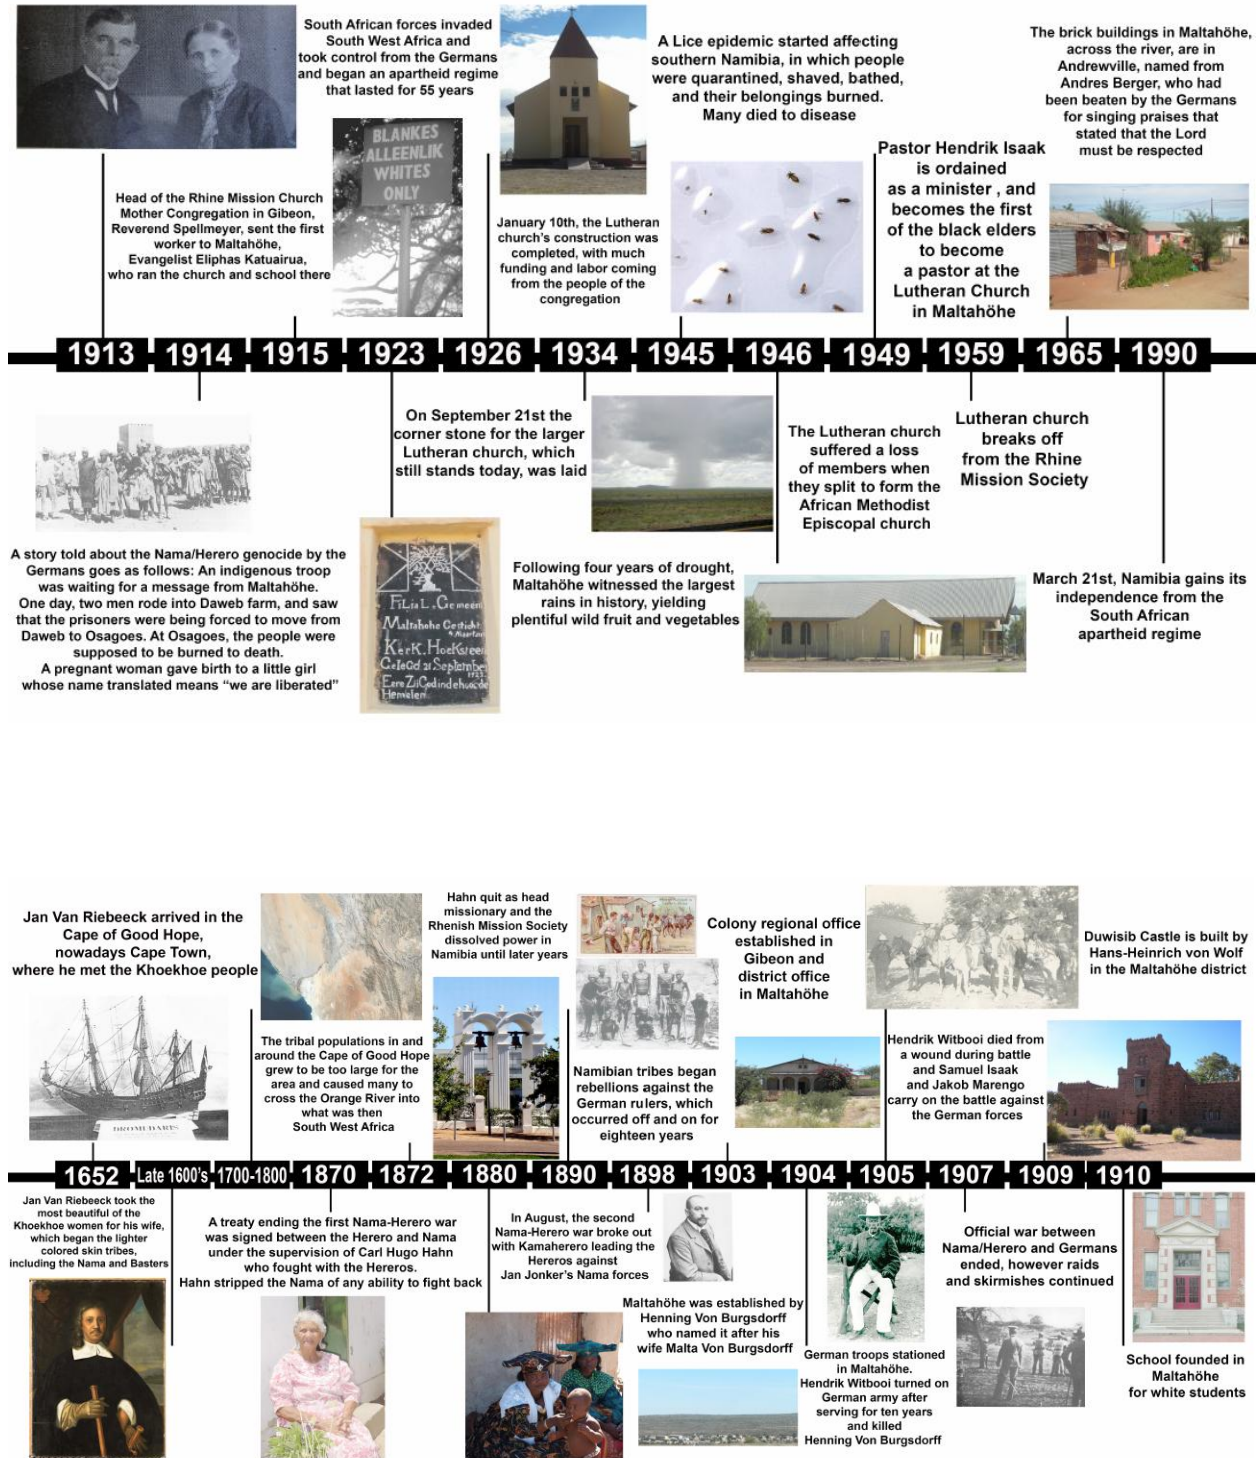 South African forces invaded
South West Africa and
took control from the Germans
and began an apartheid regime
that lasted for 55 years
BLANKES
ALLEENLIK
WHITES
ONLY
Head of the Rhine Mission Church
Mother Congregation in Gibeon,
Reverend Spellmeyer, sent the first
worker to Maltahöhe,
Evangelist Eliphas Katuairua,
who ran the church and school there
January 10th, the Lutheran
church's construction was
completed, with much
funding and labor coming
from the people of the
congregation
A Lice epidemic started affecting
southern Namibia, in which people
were quarantined, shaved, bathed,
and their belongings burned.
Many died to disease
Pastor Hendrik Isaak
is ordained
as a minister , and
becomes the first
of the black elders
to become
a pastor at the
Lutheran Church
in Maltahöhe
The brick buildings in Maltahöhe,
across the river, are in
Andrewville, named from
Andres Berger, who had
been beaten by the Germans
for singing praises that
stated that the Lord
must be respected
1913 1914 1915 1923 1926 1934 1945 1946 1949 1959 1965 1990
A story told about the Nama/Herero genocide by the
Germans goes as follows: An indigenous troop
was waiting for a message from Maltahöhe.
One day, two men rode into Daweb farm, and saw
that the prisoners were being forced to move from
Daweb to Osagoes. At Osagoes, the people were
supposed to be burned to death.
A pregnant woman gave birth to a little girl
whose name translated means “we are liberated”
On September 21st the
corner stone for the larger
Lutheran church, which
still stands today, was laid
FiLiaL. Gemeen
Maltahohe Gesticht
KerK. HoeKsteen
GeleGd 21 September
1923
Eere Zij God in de hoogde
Hemelen
Following four years of drought,
Maltahöhe witnessed the largest
rains in history, yielding
plentiful wild fruit and vegetables
The Lutheran church
suffered a loss
of members when
they split to form the
African Methodist
Episcopal church
Lutheran church
breaks off
from the Rhine
Mission Society
March 21st, Namibia gains its
independence from the
South African
apartheid regime
Jan Van Riebeeck arrived in the
Cape of Good Hope,
nowadays Cape Town,
where he met the Khoekhoe people
DROMUDARIS
The tribal populations in and
around the Cape of Good Hope
grew to be too large for the
area and caused many to
cross the Orange River into
what was then
South West Africa
Hahn quit as head
missionary and the
Rhenish Mission Society
dissolved power in
Namibia until later years
Namibian tribes began
rebellions against the
German rulers, which
occurred off and on for
eighteen years
Colony regional office
established in
Gibeon and
district office
in Maltahöhe
Hendrik Witbooi died from
a wound during battle
and Samuel Isaak
and Jakob Marengo
carry on the battle against
the German forces
Duwisib Castle is built by
Hans-Heinrich von Wolf
in the Maltahöhe district
1652 Late 1600's 1700-1800 1870 1872 1880 1890 1898 1903 1904 1905 1907 1909 1910
Jan Van Riebeeck took the
most beautiful of the
Khoekhoe women for his wife,
which began the lighter
colored skin tribes,
including the Nama and Basters
A treaty ending the first Nama-Herero war
was signed between the Herero and Nama
under the supervision of Carl Hugo Hahn
who fought with the Hereros.
Hahn stripped the Nama of any ability to fight back
In August, the second
Nama-Herero war broke out
with Kamaherero leading the
Hereros against
Jan Jonker's Nama forces
Maltahöhe was established by
Henning Von Burgsdorff
who named it after his
wife Malta Von Burgsdorff
German troops stationed
in Maltahöhe.
Hendrik Witbooi turned on
German army after
serving for ten years
and killed
Henning Von Burgsdorff
Official war between
Nama/Herero and Germans
ended, however raids
and skirmishes continued
School founded in
Maltahöhe
for white students